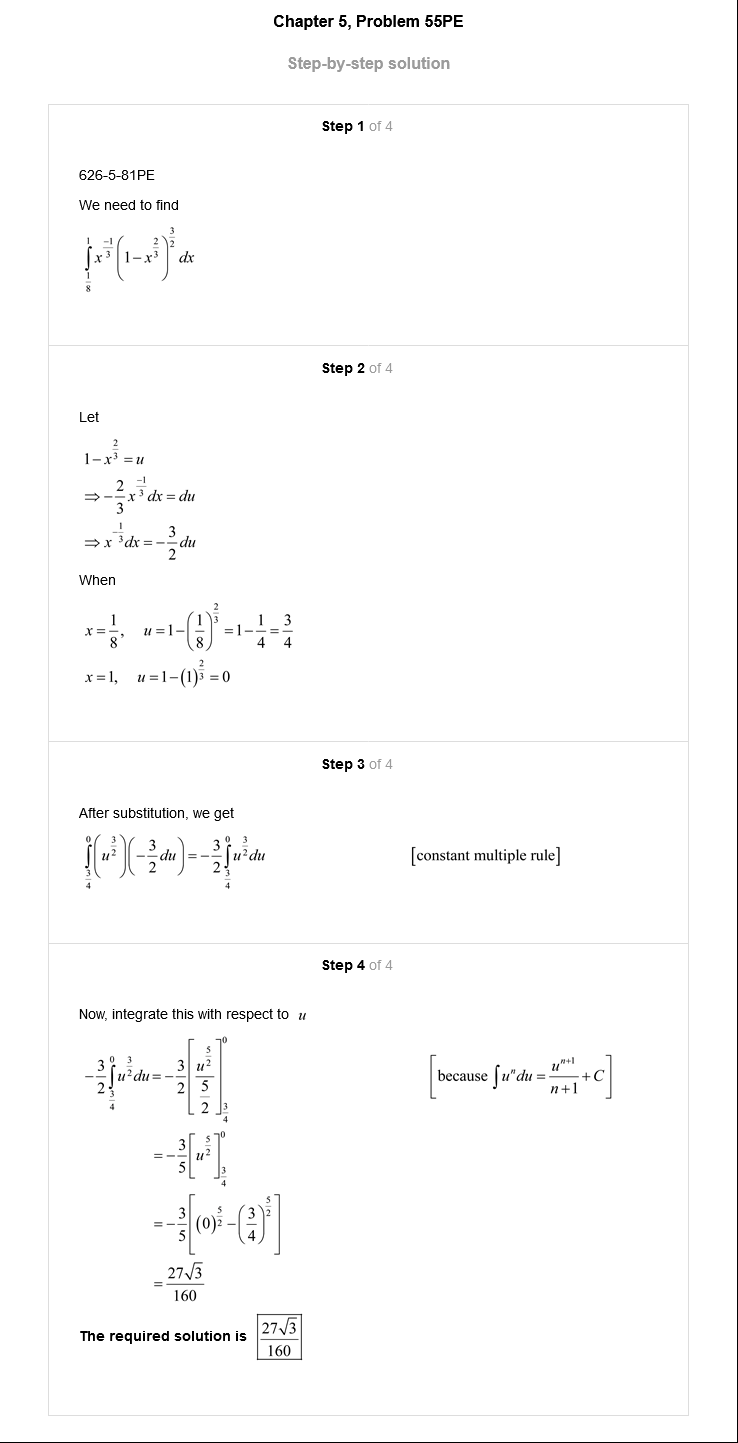 Chapter 5, Problem 55PE
Step-by-step solution
Step 1 of 4
626-5-81PE
We need to find
\int_{\frac{1}{8}}^{1} x^{\frac{-1}{3}} \left(1-x^{\frac{2}{3}}\right)^{\frac{3}{2}} dx
Step 2 of 4
Let
1-x^{\frac{2}{3}} = u
\Rightarrow -\frac{2}{3} x^{\frac{-1}{3}} dx = du
\Rightarrow x^{-\frac{1}{3}} dx = -\frac{3}{2} du
When
x = \frac{1}{8}, u = 1-\left(\frac{1}{8}\right)^{\frac{2}{3}} = 1-\frac{1}{4} = \frac{3}{4}
x = 1, u = 1-(1)^{\frac{2}{3}} = 0
Step 3 of 4
After substitution, we get
\int_{\frac{3}{4}}^{0} \left(u^{\frac{3}{2}}\right)\left(-\frac{3}{2} du\right) = -\frac{3}{2} \int_{\frac{3}{4}}^{0} u^{\frac{3}{2}} du [constant multiple rule]
Step 4 of 4
Now, integrate this with respect to u
-\frac{3}{2} \int_{\frac{3}{4}}^{0} u^{\frac{3}{2}} du = -\frac{3}{2} \left[\frac{u^{\frac{5}{2}}}{\frac{5}{2}}\right]_{\frac{3}{4}}^{0} \left[because \int u^{n} du = \frac{u^{n+1}}{n+1} + C\right]
= -\frac{3}{5} \left[u^{\frac{5}{2}}\right]_{\frac{3}{4}}^{0}
= -\frac{3}{5} \left[(0)^{\frac{5}{2}} - \left(\frac{3}{4}\right)^{\frac{5}{2}}\right]
= \frac{27\sqrt{3}}{160}
The required solution is \boxed{\frac{27\sqrt{3}}{160}}